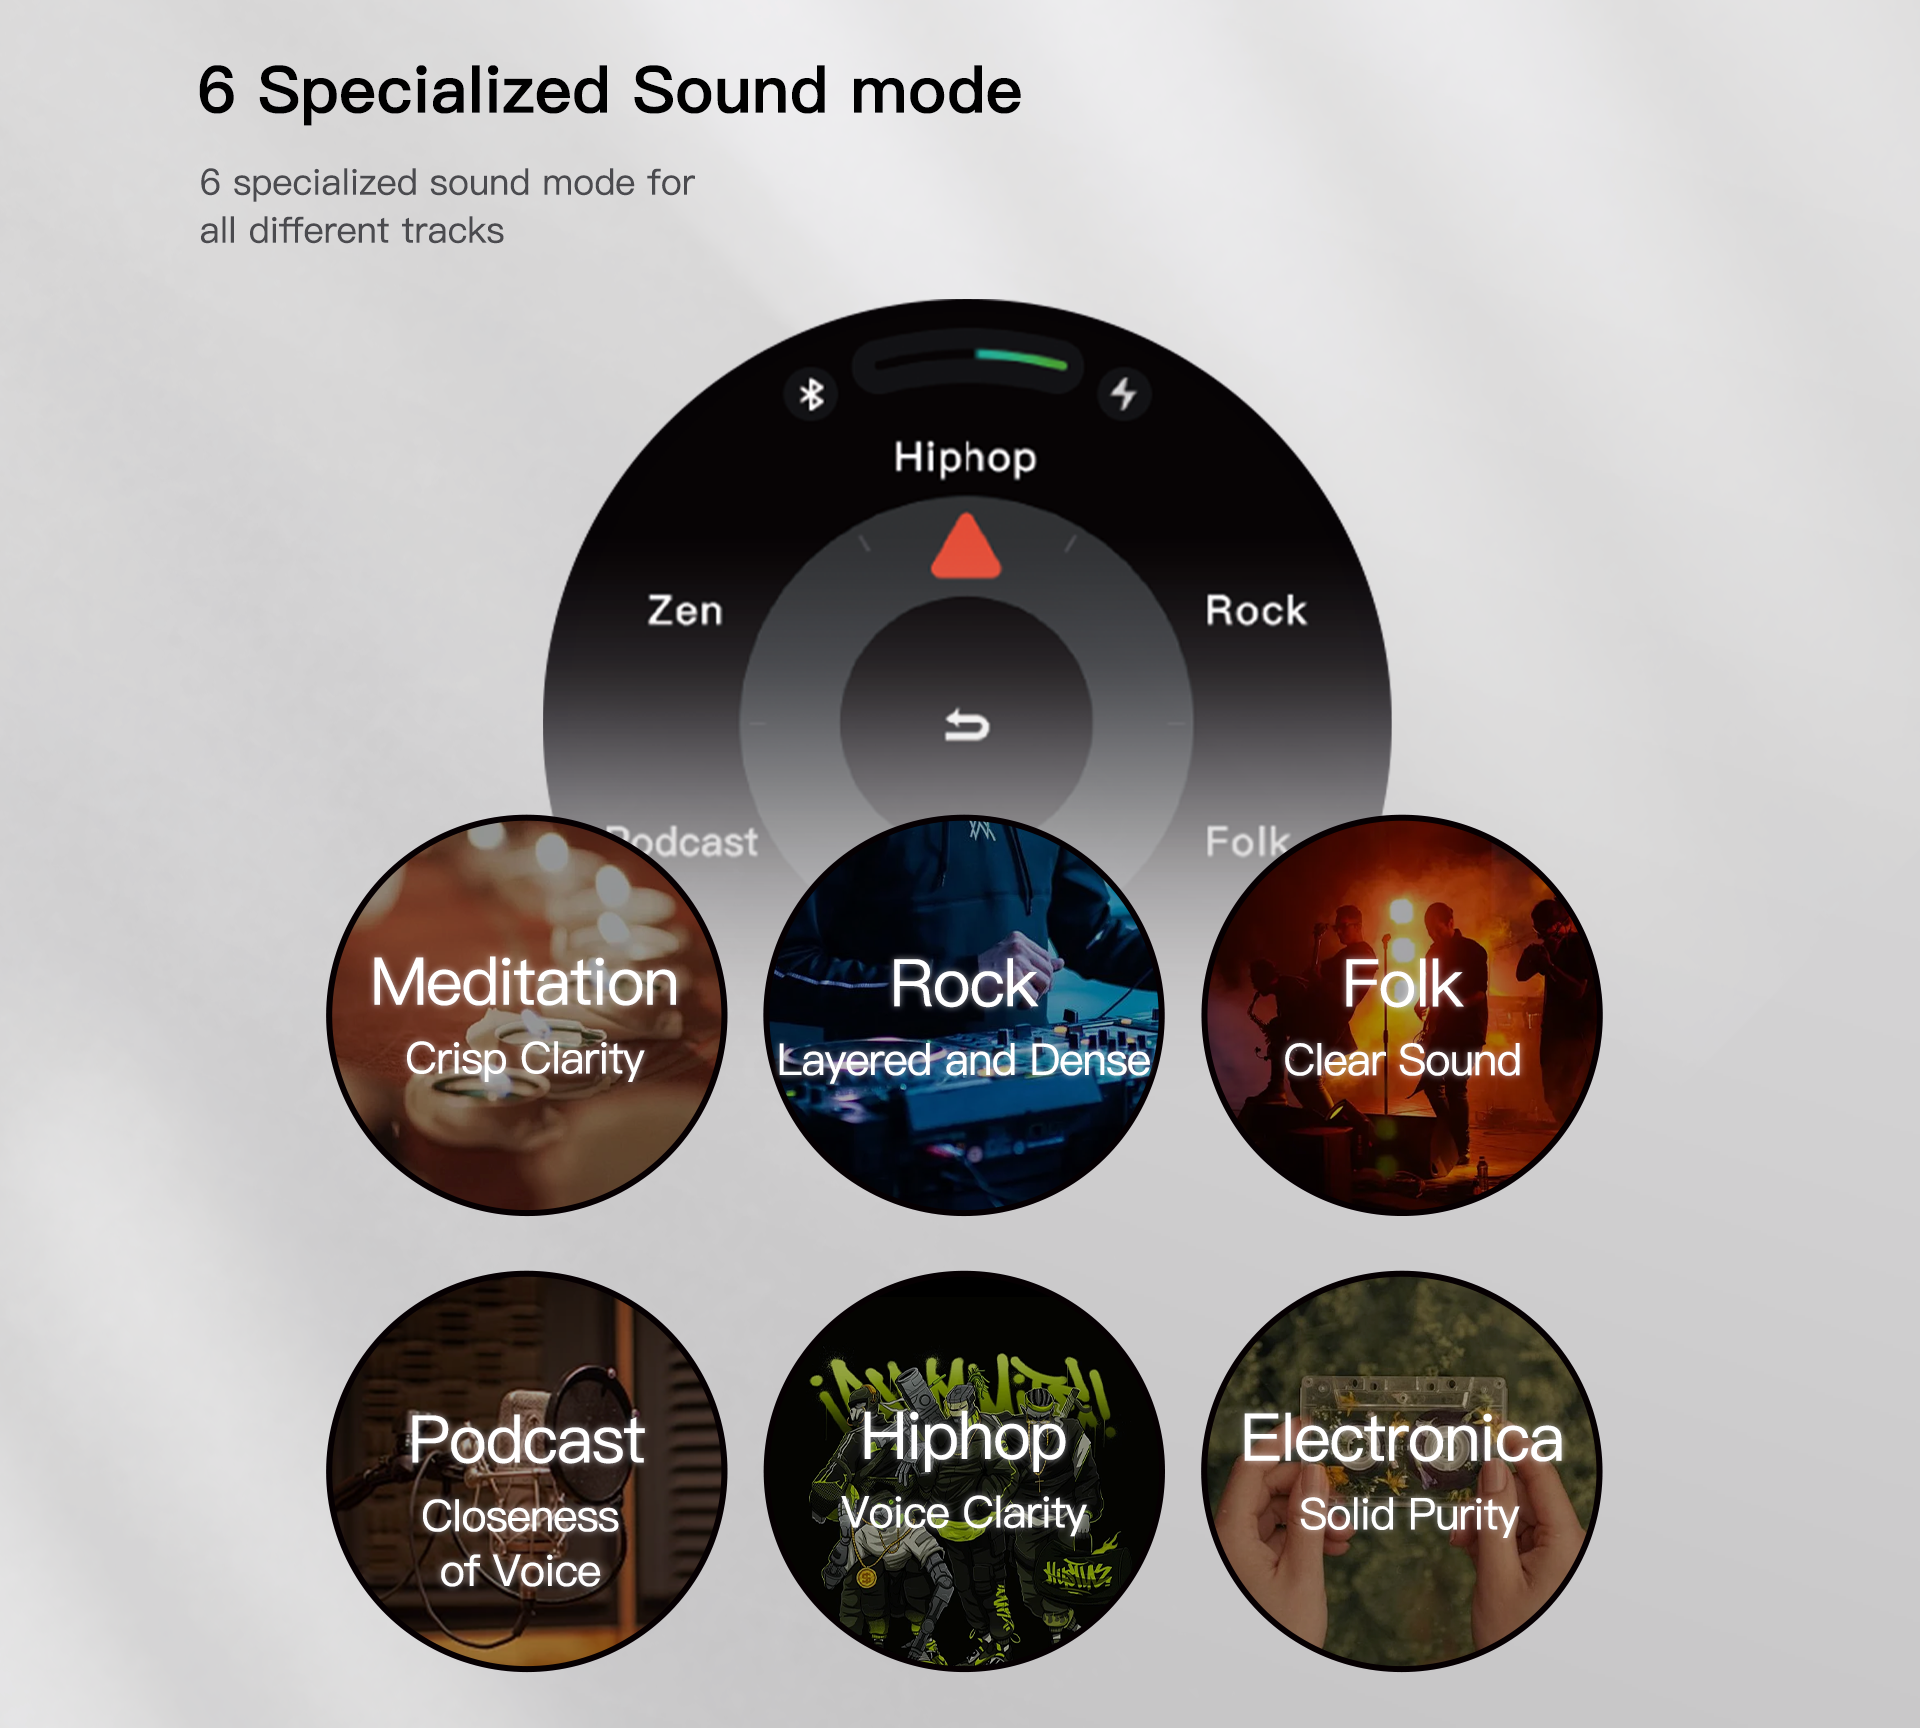 6 Specialized Sound mode
6 specialized sound mode for
all different tracks
Hiphop
Zen
Rock
Podcast
Folk
Meditation
Crisp Clarity
Rock
Layered and Dense
Folk
Clear Sound
Podcast
Closeness
of Voice
Hiphop
Voice Clarity
Electronica
Solid Purity